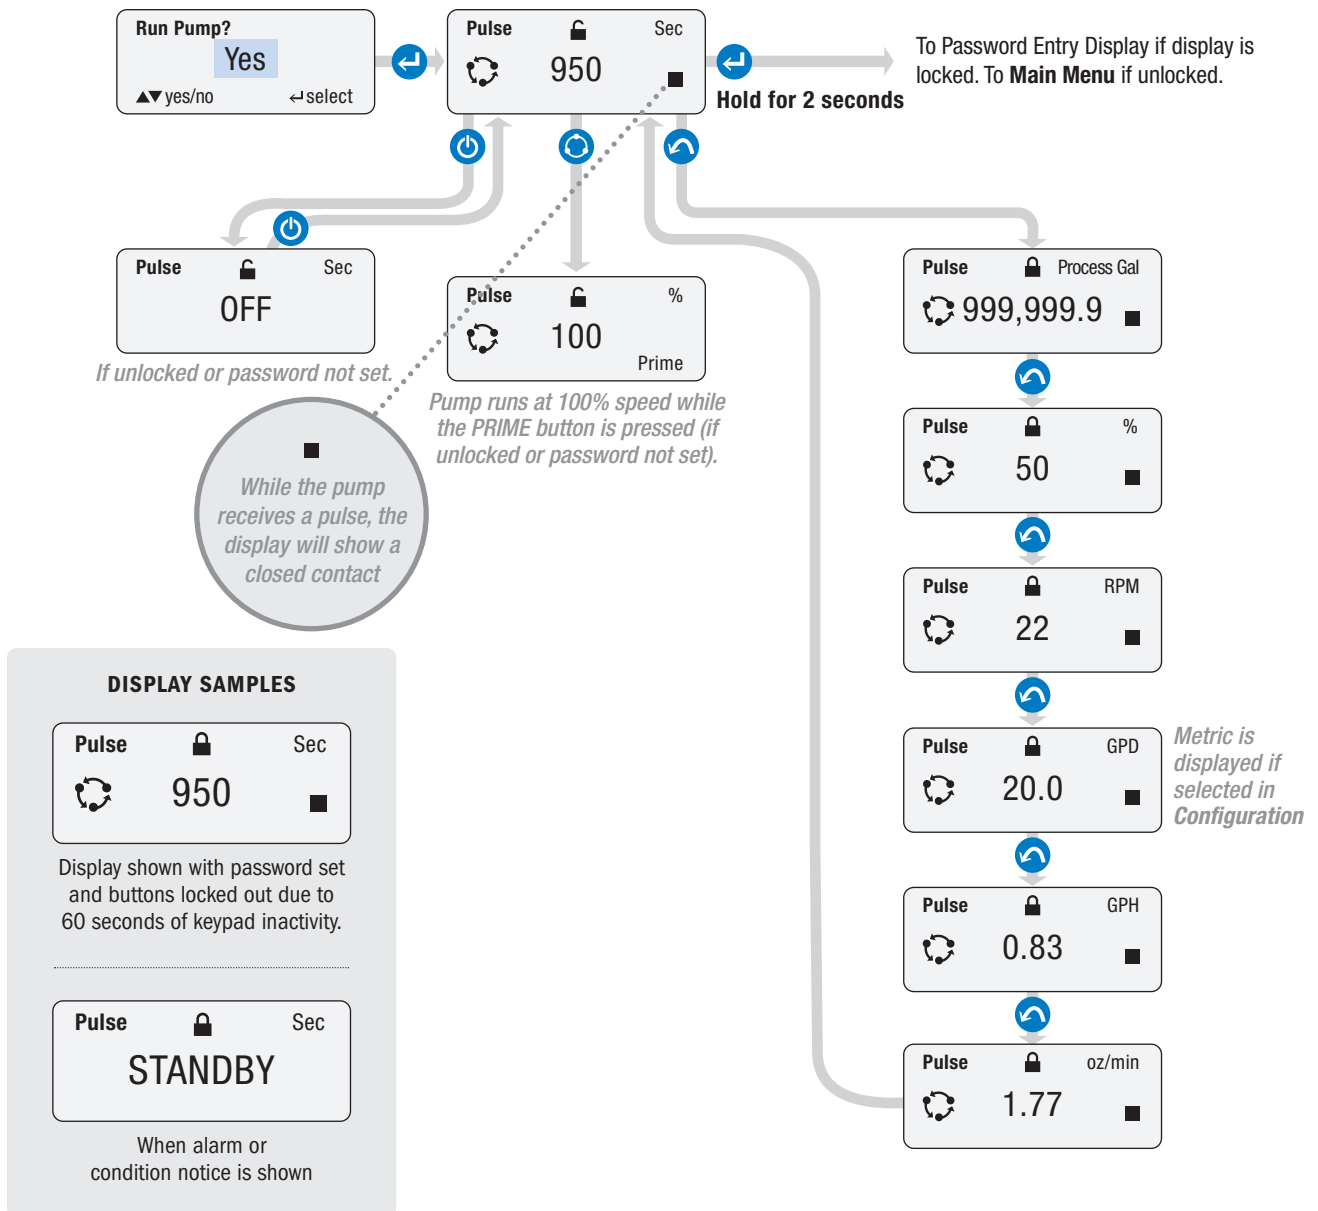 Run Pump?
Yes
▲▼ yes/no ↵ select
Pulse Sec
950
Hold for 2 seconds
To Password Entry Display if display is
locked. To Main Menu if unlocked.
Pulse Sec
OFF
If unlocked or password not set.
Pulse %
100
Prime
Pump runs at 100% speed while
the PRIME button is pressed (if
unlocked or password not set).
While the pump
receives a pulse, the
display will show a
closed contact
Pulse Process Gal
999,999.9
Pulse %
50
Pulse RPM
22
Pulse GPD
20.0
Metric is
displayed if
selected in
Configuration
Pulse GPH
0.83
Pulse oz/min
1.77
DISPLAY SAMPLES
Pulse Sec
950
Display shown with password set
and buttons locked out due to
60 seconds of keypad inactivity.
Pulse Sec
STANDBY
When alarm or
condition notice is shown